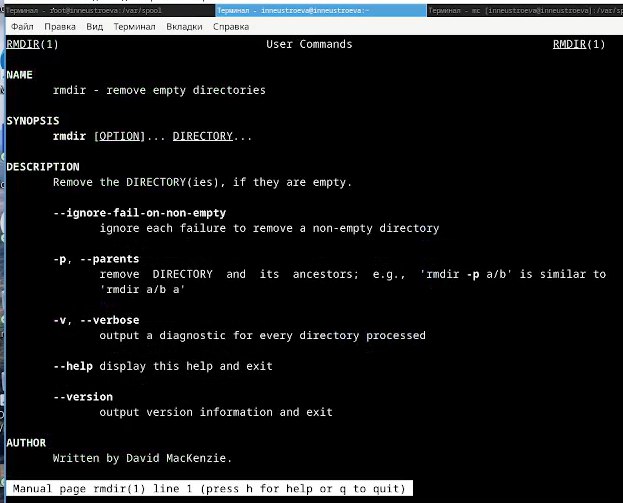 Терминал - root@inneustroeva:/var/spool Терминал - inneustroeva@inneustroeva:~ Терминал - mc [inneustroeva@inneustroeva]:/var/sp
Файл Правка Вид Терминал Вкладки Справка
RMDIR(1) User Commands RMDIR(1)
NAME
rmdir - remove empty directories
SYNOPSIS
rmdir [OPTION]... DIRECTORY...
DESCRIPTION
Remove the DIRECTORY(ies), if they are empty.
--ignore-fail-on-non-empty
ignore each failure to remove a non-empty directory
-p, --parents
remove DIRECTORY and its ancestors; e.g., 'rmdir -p a/b' is similar to
'rmdir a/b a'
-v, --verbose
output a diagnostic for every directory processed
--help display this help and exit
--version
output version information and exit
AUTHOR
Written by David MacKenzie.
Manual page rmdir(1) line 1 (press h for help or q to quit)